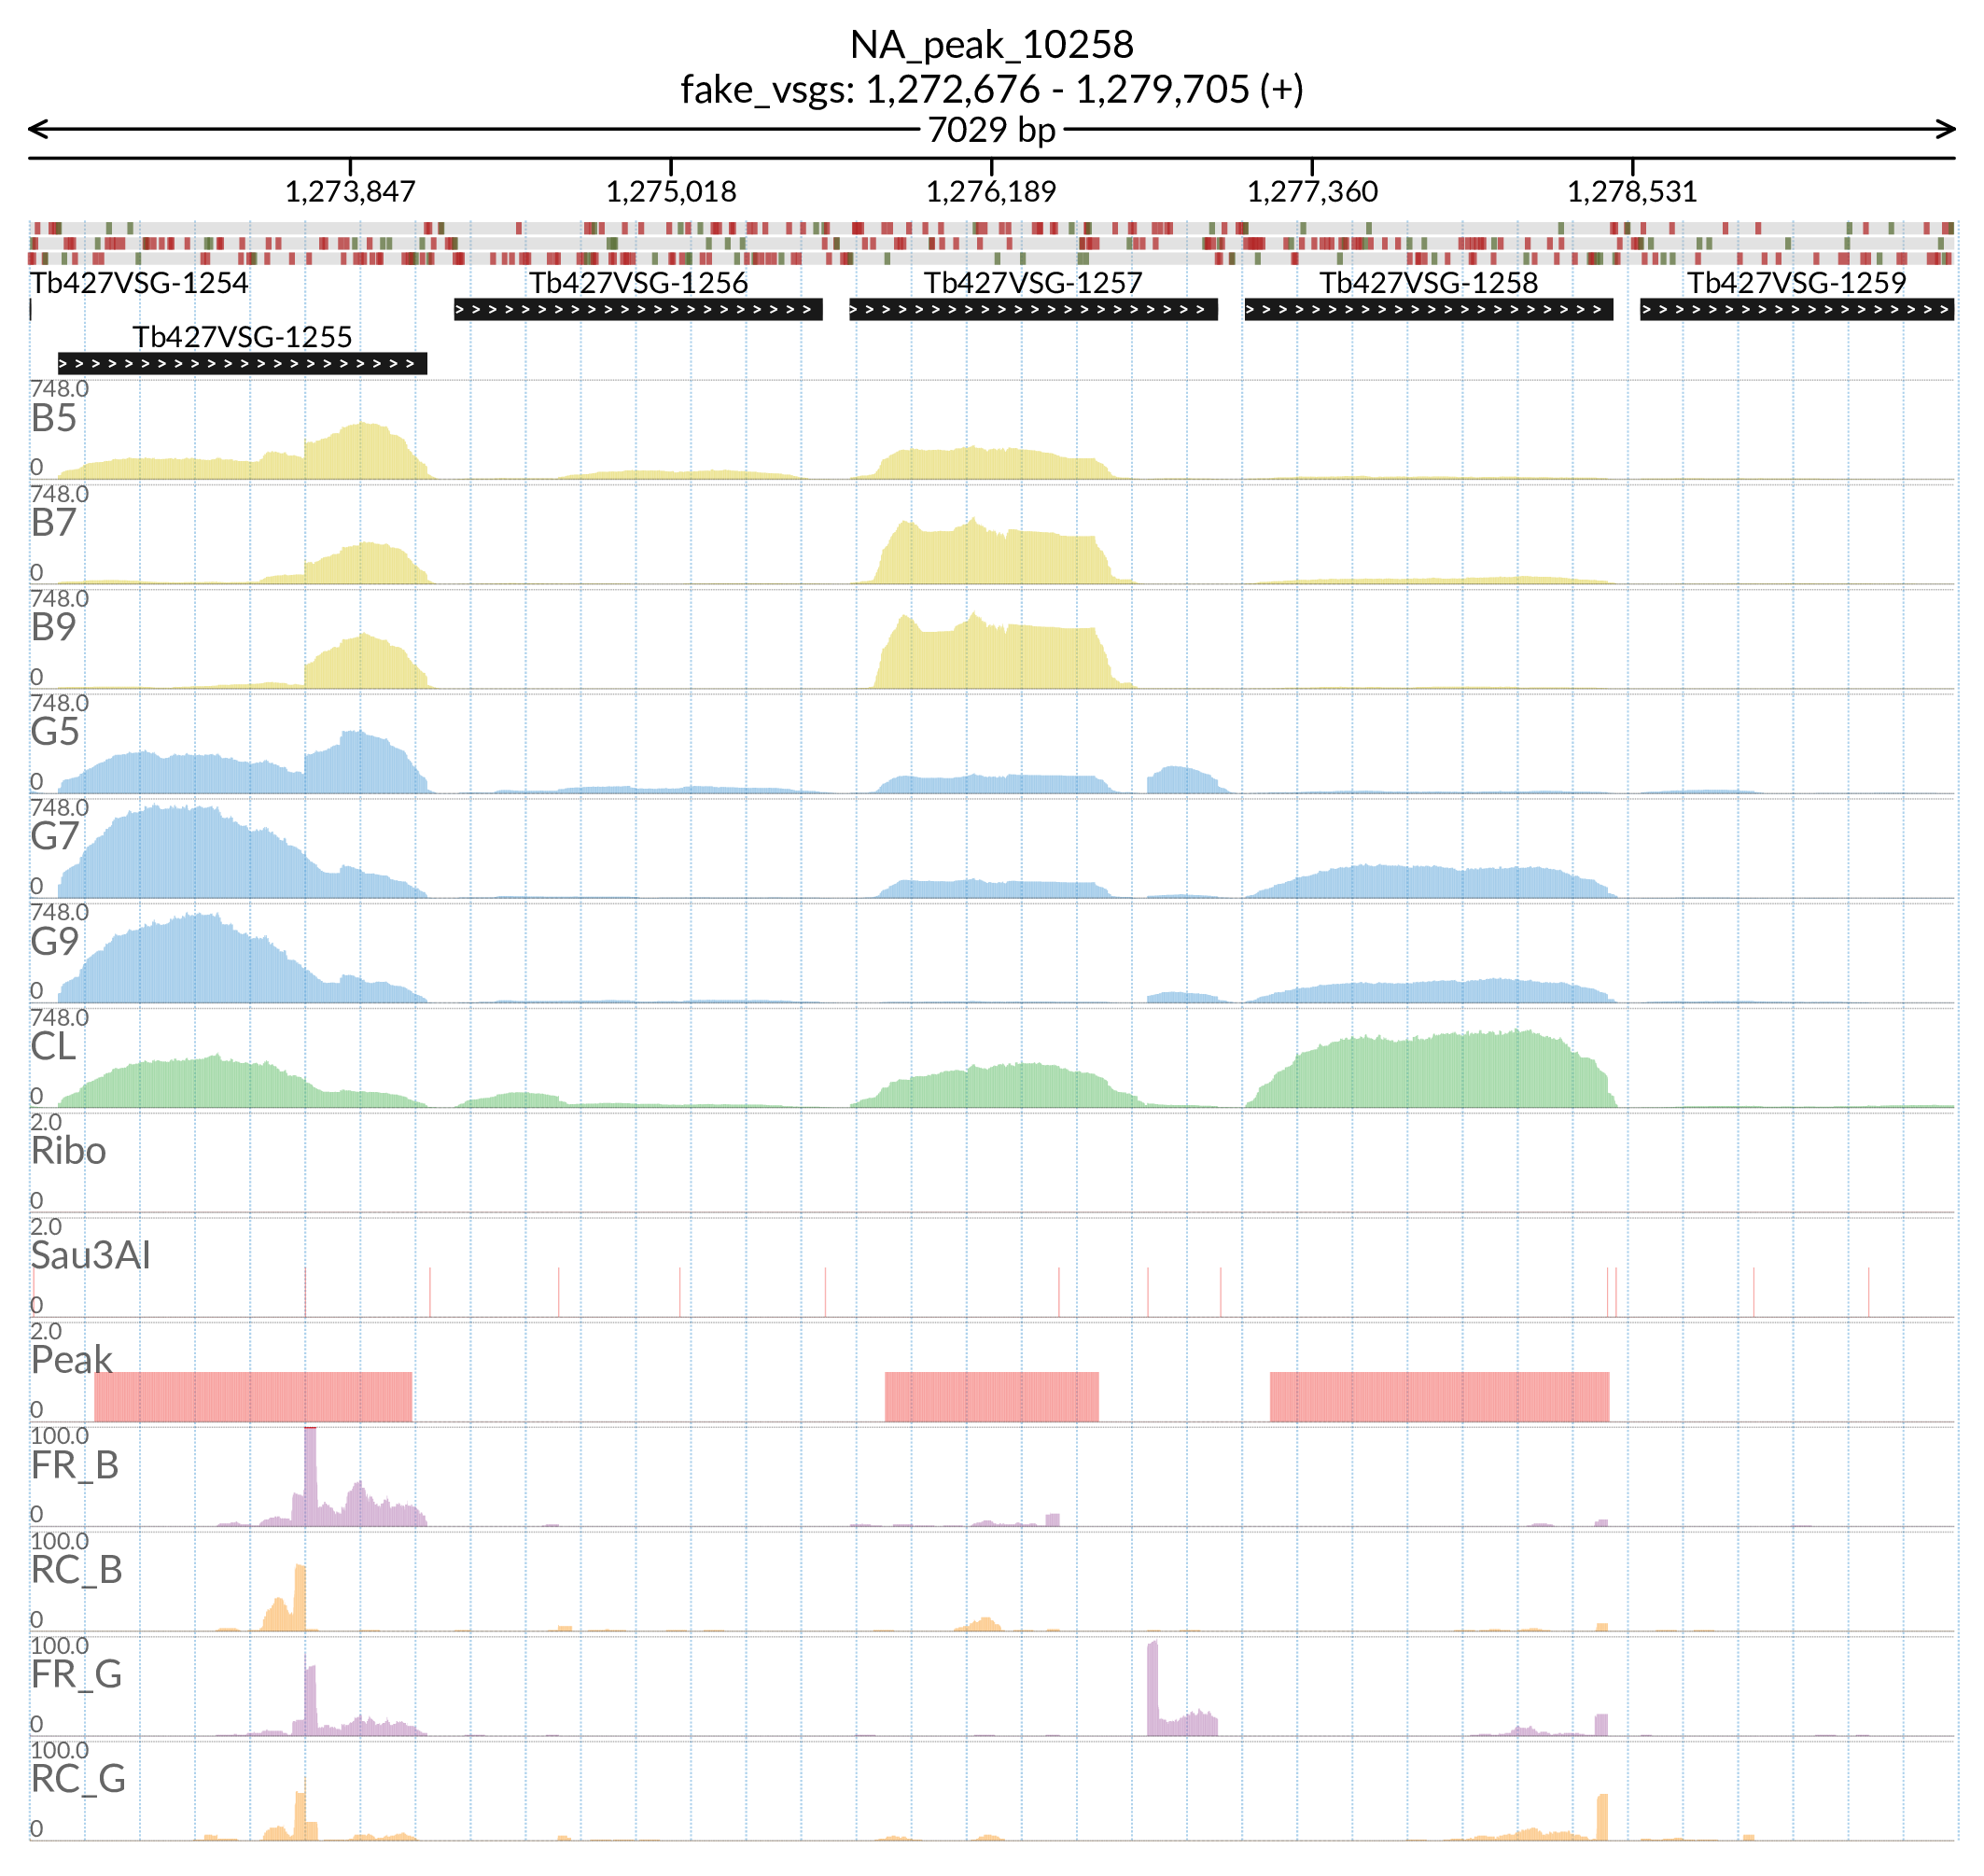 NA_peak_10258
fake_vsgs: 1,272,676 - 1,279,705 (+)
7029 bp
1,273,847 1,275,018 1,276,189 1,277,360 1,278,531
Tb427VSG-1254 Tb427VSG-1256 Tb427VSG-1257 Tb427VSG-1258 Tb427VSG-1259
Tb427VSG-1255
748.0
B5
0
748.0
B7
0
748.0
B9
0
748.0
G5
0
748.0
G7
0
748.0
G9
0
748.0
CL
0
2.0
Ribo
0
2.0
Sau3AI
0
2.0
Peak
0
100.0
FR_B
0
100.0
RC_B
0
100.0
FR_G
0
100.0
RC_G
0